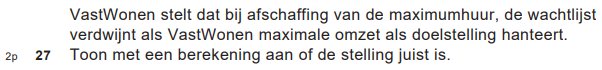 VastWonen stelt dat bij afschaffing van de maximumhuur, de wachtlijst
verdwijnt als VastWonen maximale omzet als doelstelling hanteert.
2p 27 Toon met een berekening aan of de stelling juist is.